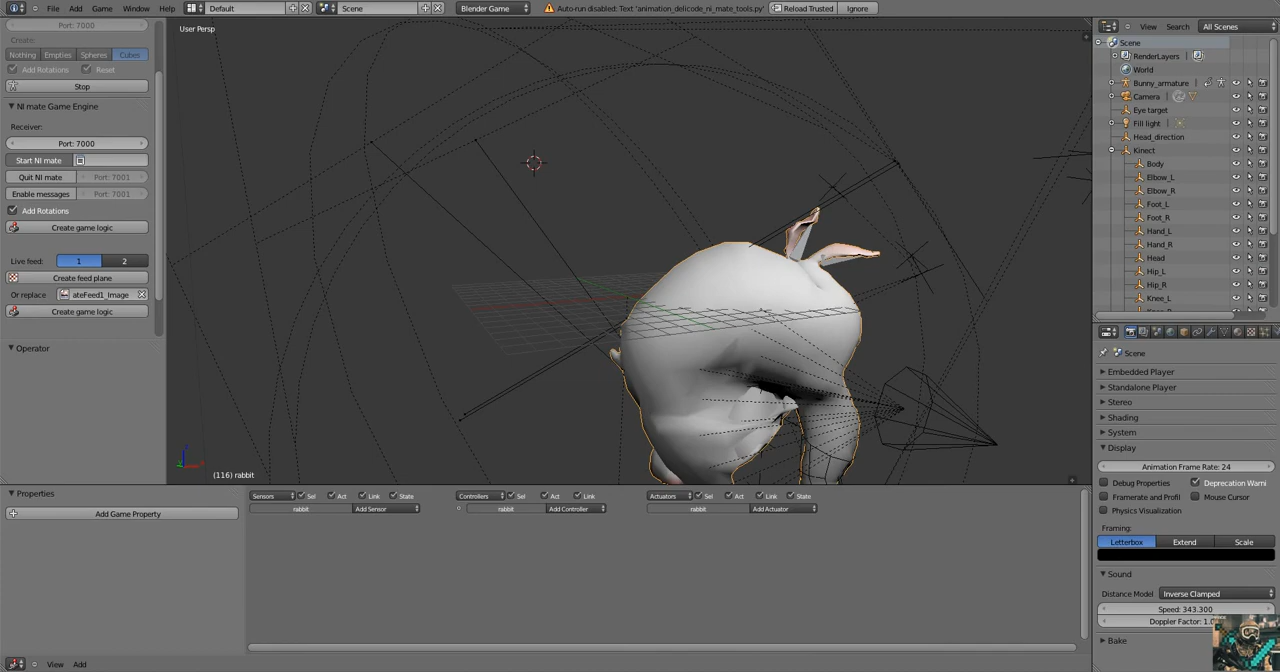 File Add Game Window Help Default Scene Blender Game Auto-run disabled: Text 'animation_delicode_ni_mate_tools.py' Reload Trusted Ignore
View Search All Scenes
Port: 7000
Create:
Nothing Empties Spheres Cubes
Add Rotations Reset
Stop
NI mate Game Engine
Receiver:
Port: 7000
Start NI mate
Quit NI mate Port: 7001
Enable messages Port: 7001
Add Rotations
Create game logic
Live feed: 1 2
Create feed plane
Or replace ateFeed1_Image
Create game logic
Operator
User Persp
(116) rabbit
Scene
RenderLayers
World
Bunny_armature
Camera
Eye target
Fill light
Head_direction
Kinect
Body
Elbow_L
Elbow_R
Foot_L
Foot_R
Hand_L
Hand_R
Head
Hip_L
Hip_R
Knee_L
Scene
Embedded Player
Standalone Player
Stereo
Shading
System
Display
Animation Frame Rate: 24
Debug Properties Deprecation Warni
Framerate and Profil Mouse Cursor
Physics Visualization
Framing:
Letterbox Extend Scale
Sound
Distance Model Inverse Clamped
Speed: 343.300
Doppler Factor: 1.0
Bake
Properties
Add Game Property
Sensors Sel Act Link State Controllers Sel Act Link Actuators Sel Act Link State
rabbit Add Sensor rabbit Add Controller rabbit Add Actuator
View Add